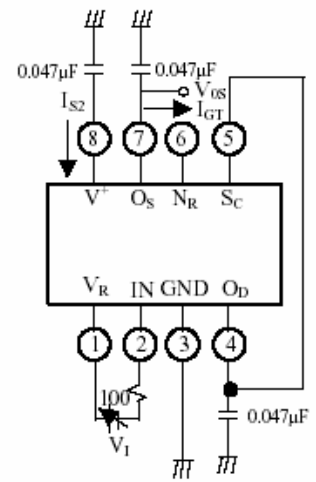 0.047μF
0.047μF
V0S
IS2
IGT
8
7
6
5
V+
OS
NR
SC
VR
IN
GND
OD
1
2
3
4
100
0.047μF
VI